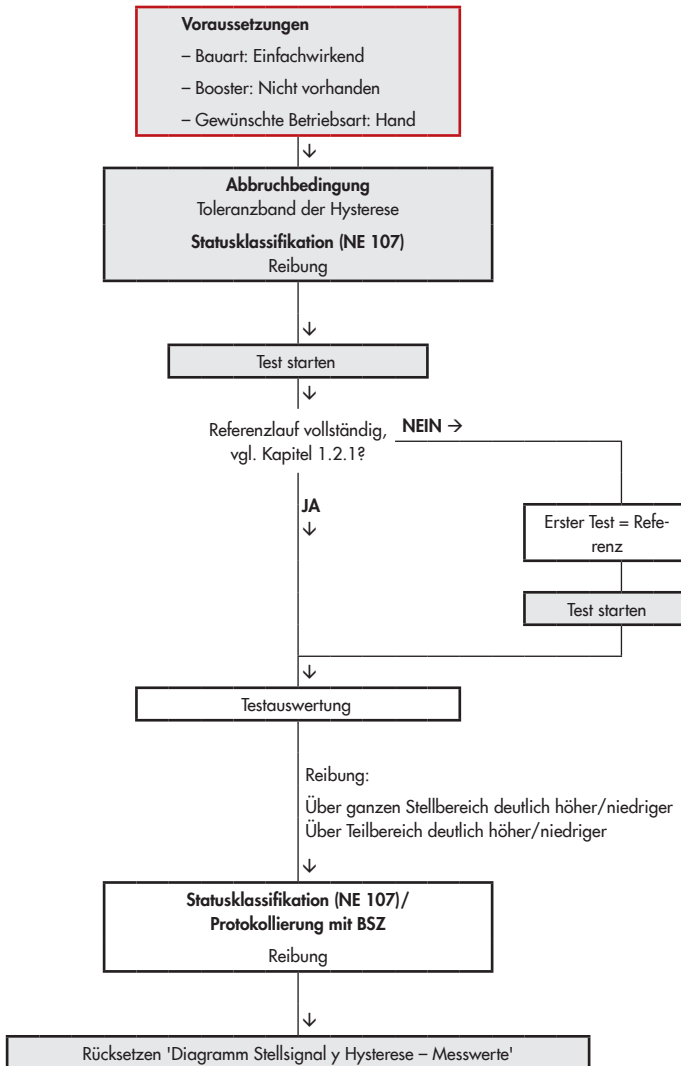 Voraussetzungen
– Bauart: Einfachwirkend
– Booster: Nicht vorhanden
– Gewünschte Betriebsart: Hand
Abbruchbedingung
Toleranzband der Hysterese
Statusklassifikation (NE 107)
Reibung
Test starten
Referenzlauf vollständig,
vgl. Kapitel 1.2.1?
NEIN →
JA
Erster Test = Refe-
renz
Test starten
Testauswertung
Reibung:
Über ganzen Stellbereich deutlich höher/niedriger
Über Teilbereich deutlich höher/niedriger
Statusklassifikation (NE 107)/
Protokollierung mit BSZ
Reibung
Rücksetzen 'Diagramm Stellsignal y Hysterese – Messwerte'